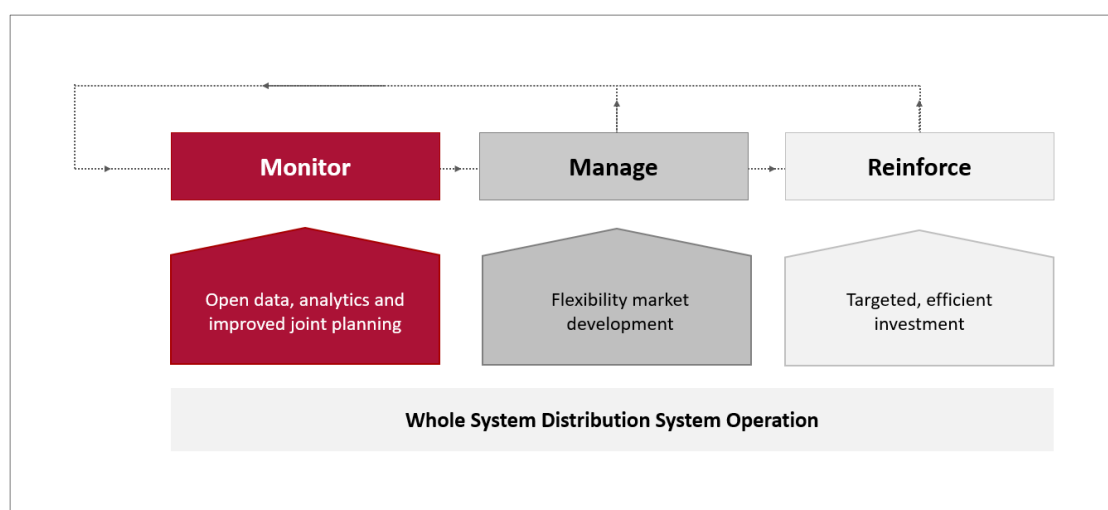 Monitor
Manage
Reinforce
Open data, analytics and
improved joint planning
Flexibility market
development
Targeted, efficient
investment
Whole System Distribution System Operation